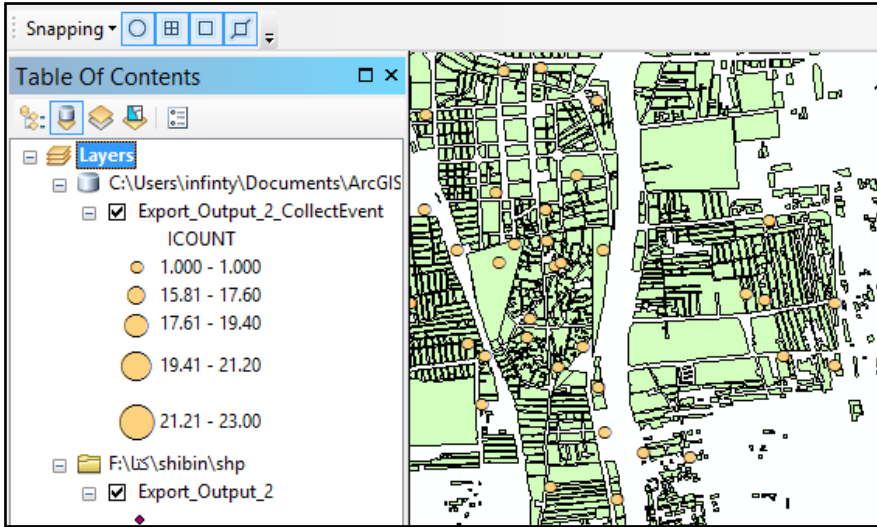 Snapping
Table Of Contents
Layers
C:\Users\infinty\Documents\ArcGIS
Export_Output_2_CollectEvent
ICOUNT
1.000 - 1.000
15.81 - 17.60
17.61 - 19.40
19.41 - 21.20
21.21 - 23.00
F:\كتا\shibin\shp
Export_Output_2